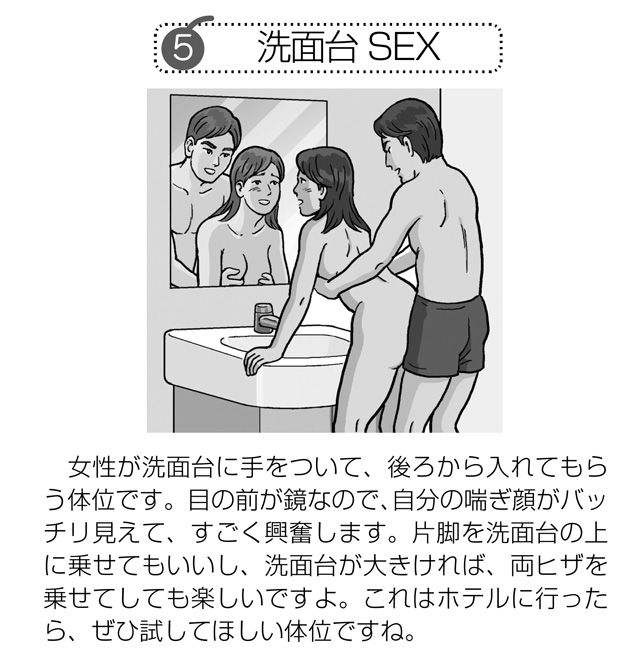 5 洗面台 SEX
女性が洗面台に手をついて、後ろから入れてもら
う体位です。目の前が鏡なので、自分の喘ぎ顔がバッ
チリ見えて、すごく興奮します。片脚を洗面台の上
に乗せてもいいし、洗面台が大きければ、両ヒザを
乗せてしても楽しいですよ。これはホテルに行った
ら、ぜひ試してほしい体位ですね。